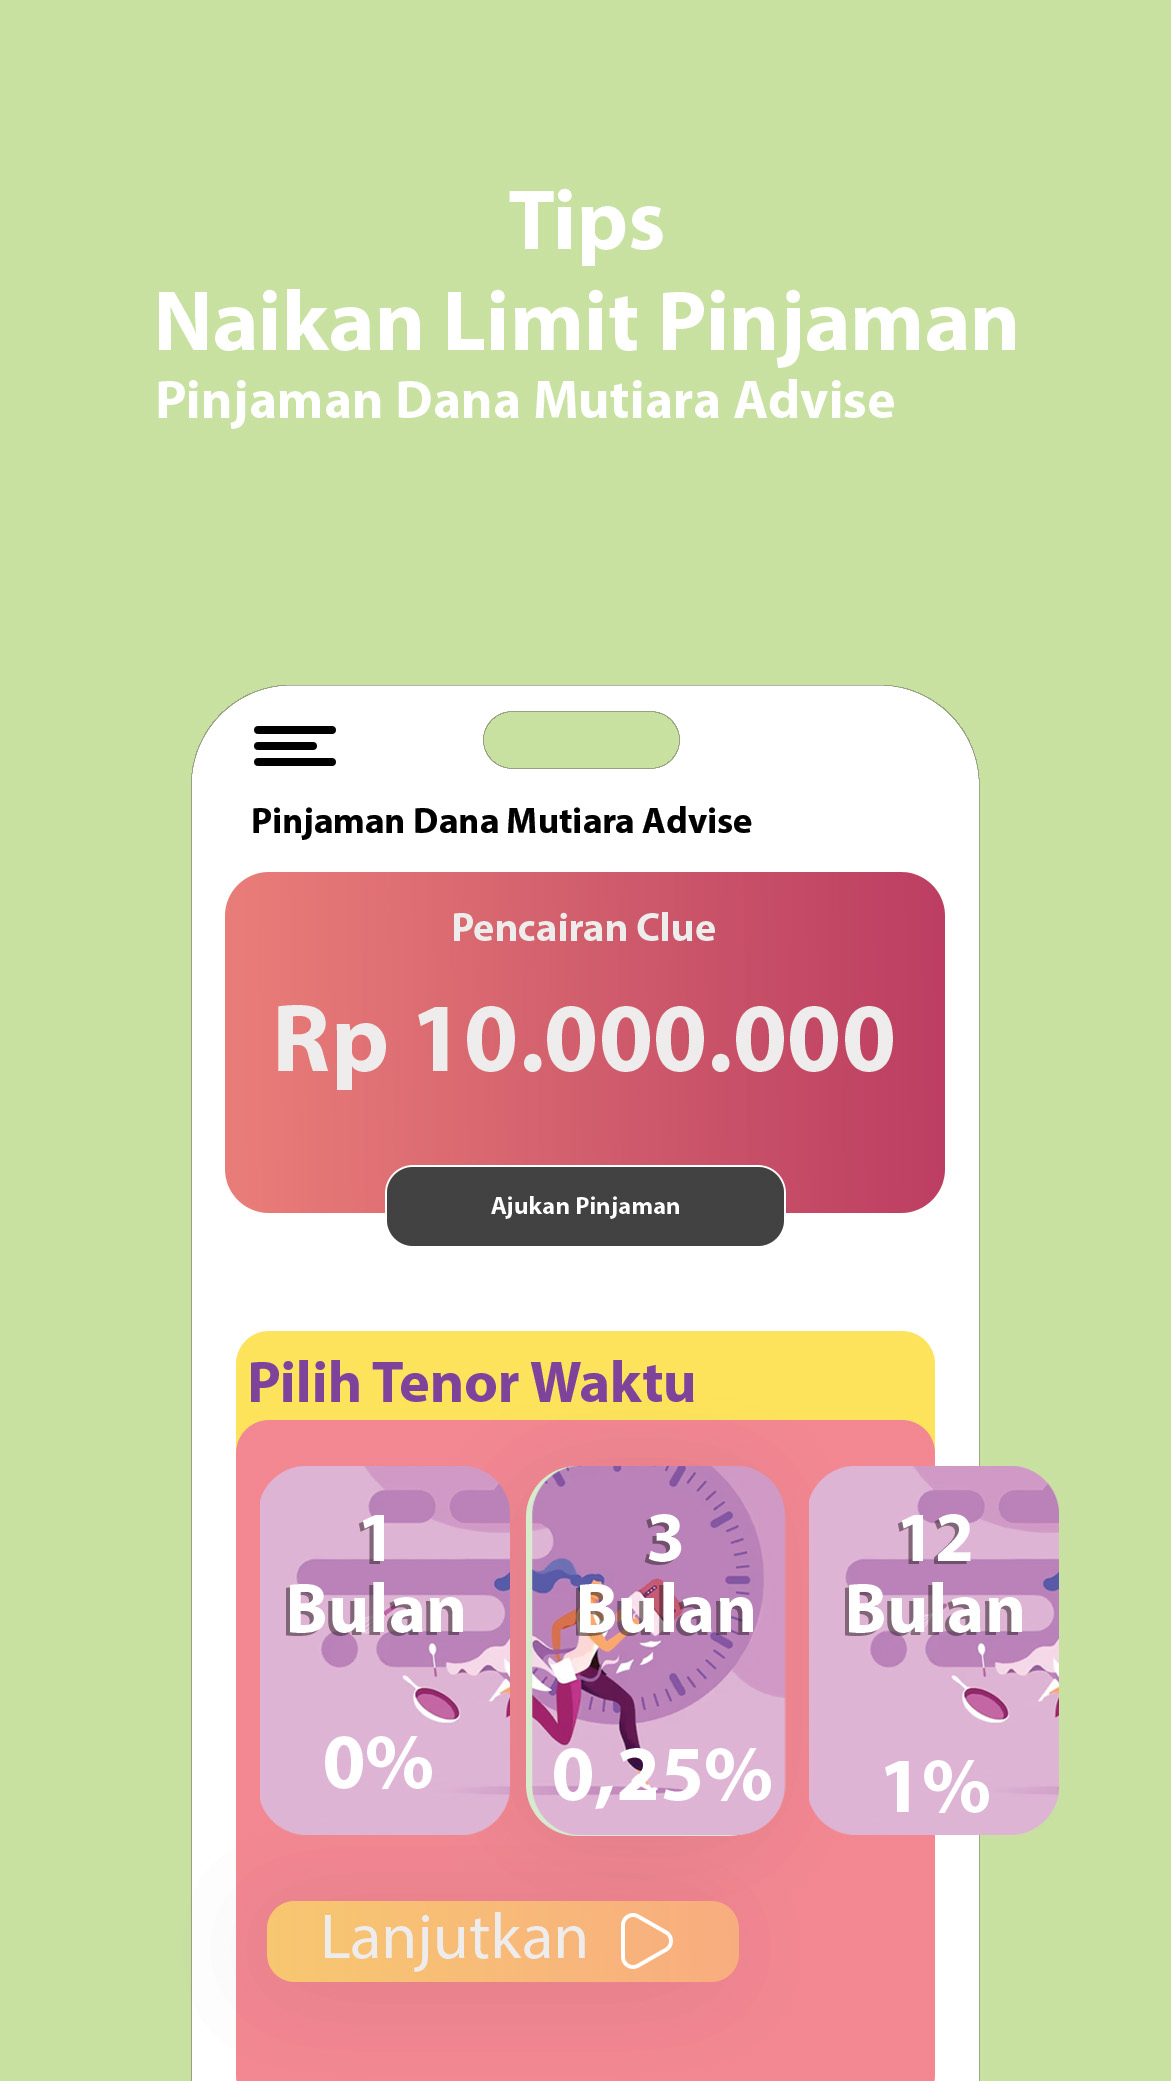 Tips
Naikan Limit Pinjaman
Pinjaman Dana Mutiara Advise
Pinjaman Dana Mutiara Advise
Pencairan Clue
Rp 10.000.000
Ajukan Pinjaman
Pilih Tenor Waktu
1
Bulan
0%
3
Bulan
0,25%
12
Bulan
1%
Lanjutkan